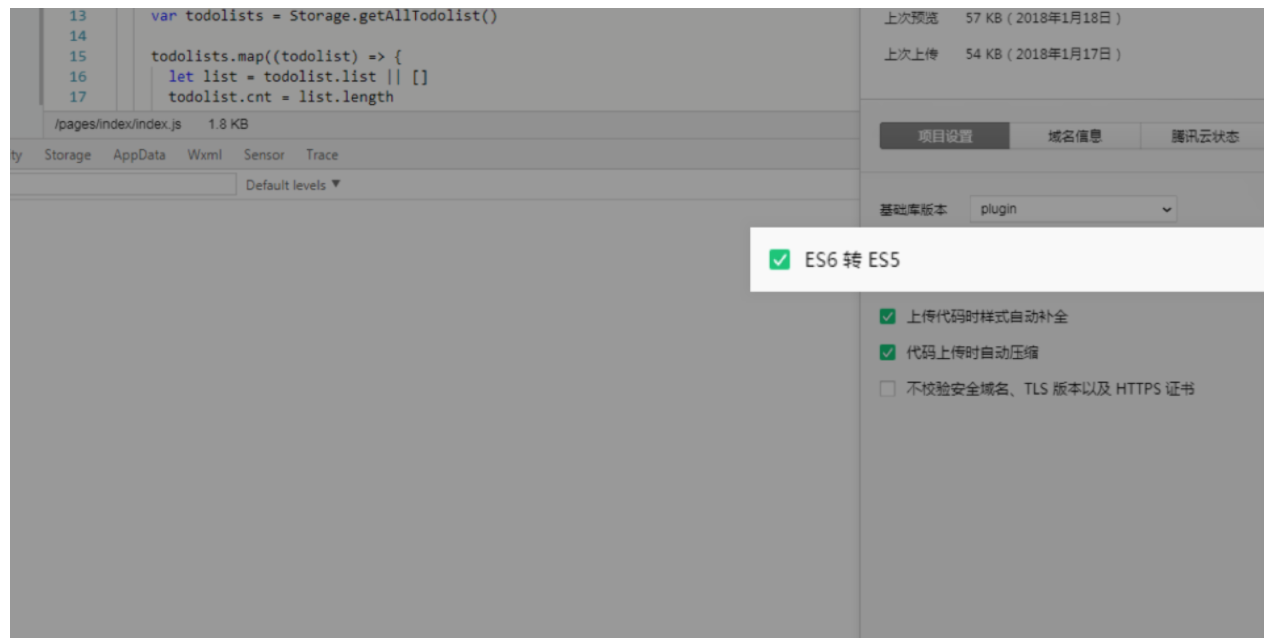 13 var todolists = Storage.getAllTodolist()
14
15 todolists.map((todolist) => {
16 let list = todolist.list || []
17 todolist.cnt = list.length
/pages/index/index.js 1.8 KB
ty Storage AppData Wxml Sensor Trace
Default levels ▼
上次预览 57 KB ( 2018年1月18日 )
上次上传 54 KB ( 2018年1月17日 )
项目设置 域名信息 腾讯云状态
基础库版本 plugin
ES6 转 ES5
上传代码时样式自动补全
代码上传时自动压缩
不校验安全域名、TLS 版本以及 HTTPS 证书